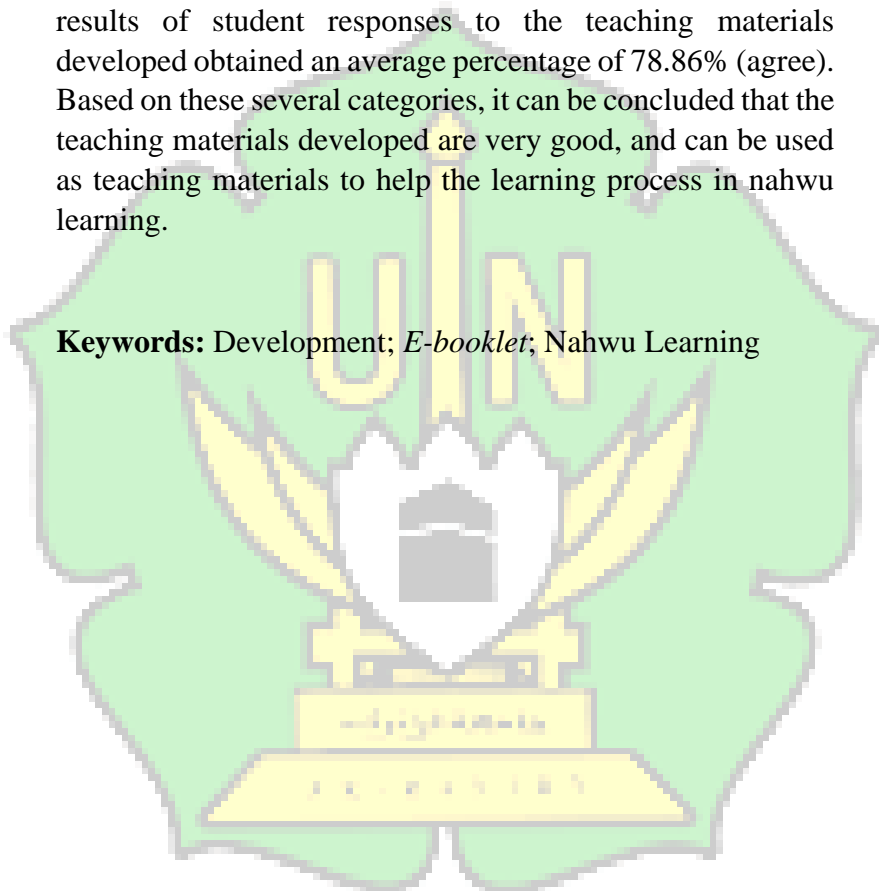 results of student responses to the teaching materials
developed obtained an average percentage of 78.86% (agree).
Based on these several categories, it can be concluded that the
teaching materials developed are very good, and can be used
as teaching materials to help the learning process in nahwu
learning.
Keywords: Development; E-booklet; Nahwu Learning
UIN